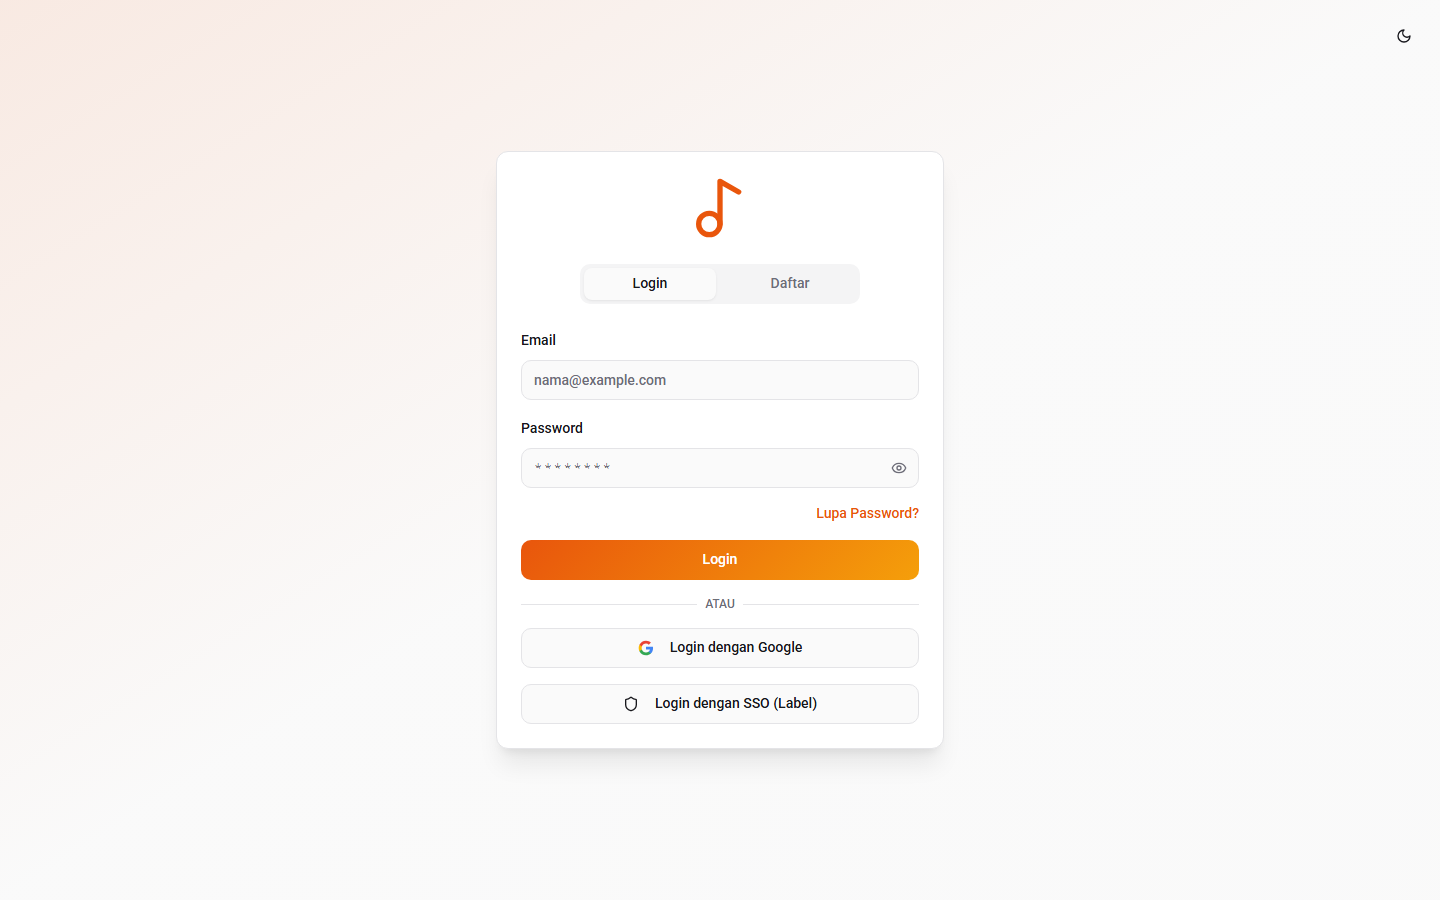 Login
Daftar
Email
nama@example.com
Password
********
Lupa Password?
Login
ATAU
Login dengan Google
Login dengan SSO (Label)